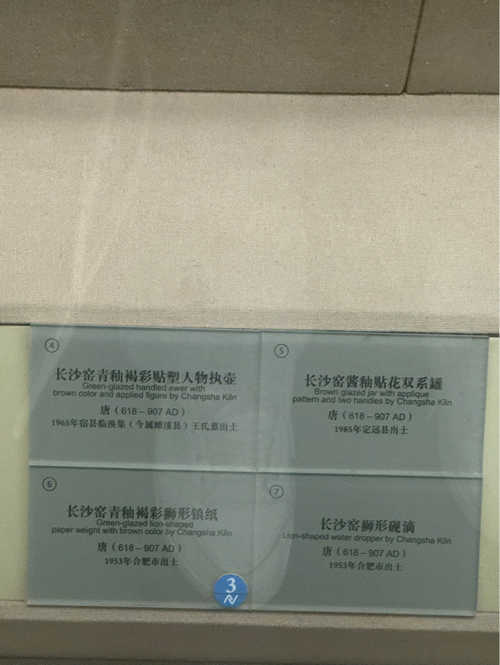 ④
长沙窑青釉褐彩贴塑人物执壶
Green-glazed handled ewer with
brown color and applied figure by Changsha Kiln
唐（618－907 AD）
1965年宿县临涣集（今属濉溪县）王氏墓出土
⑤
长沙窑酱釉贴花双系罐
Brown glazed jar with applique
pattern and two handles by Changsha Kiln
唐（618－907 AD）
1985年定远县出土
⑥
长沙窑青釉褐彩狮形镇纸
Green-glazed lion-shaped
paper weight with brown color by Changsha Kiln
唐（618－907 AD）
1953年合肥市出土
⑦
长沙窑狮形砚滴
Lion-shaped water dropper by Changsha Kiln
唐（618－907 AD）
1953年合肥市出土
3